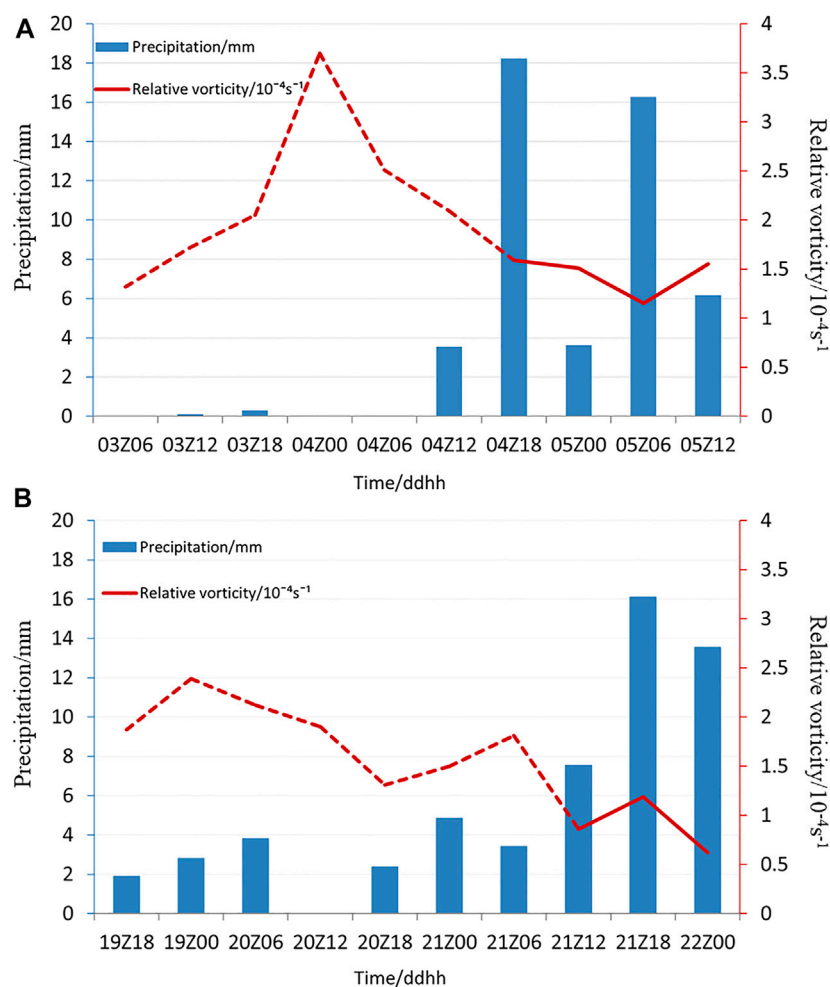 A
Precipitation/mm
Relative vorticity/10⁻⁴s⁻¹
20
18
16
14
12
10
8
6
4
2
0
Precipitation/mm
4
3.5
3
2.5
2
1.5
1
0.5
0
Relative vorticity/10⁻⁴s⁻¹
03Z06 03Z12 03Z18 04Z00 04Z06 04Z12 04Z18 05Z00 05Z06 05Z12
Time/ddhh
B
Precipitation/mm
Relative vorticity/10⁻⁴s⁻¹
20
18
16
14
12
10
8
6
4
2
0
Precipitation/mm
4
3.5
3
2.5
2
1.5
1
0.5
0
Relative vorticity/10⁻⁴s⁻¹
19Z18 19Z00 20Z06 20Z12 20Z18 21Z00 21Z06 21Z12 21Z18 22Z00
Time/ddhh